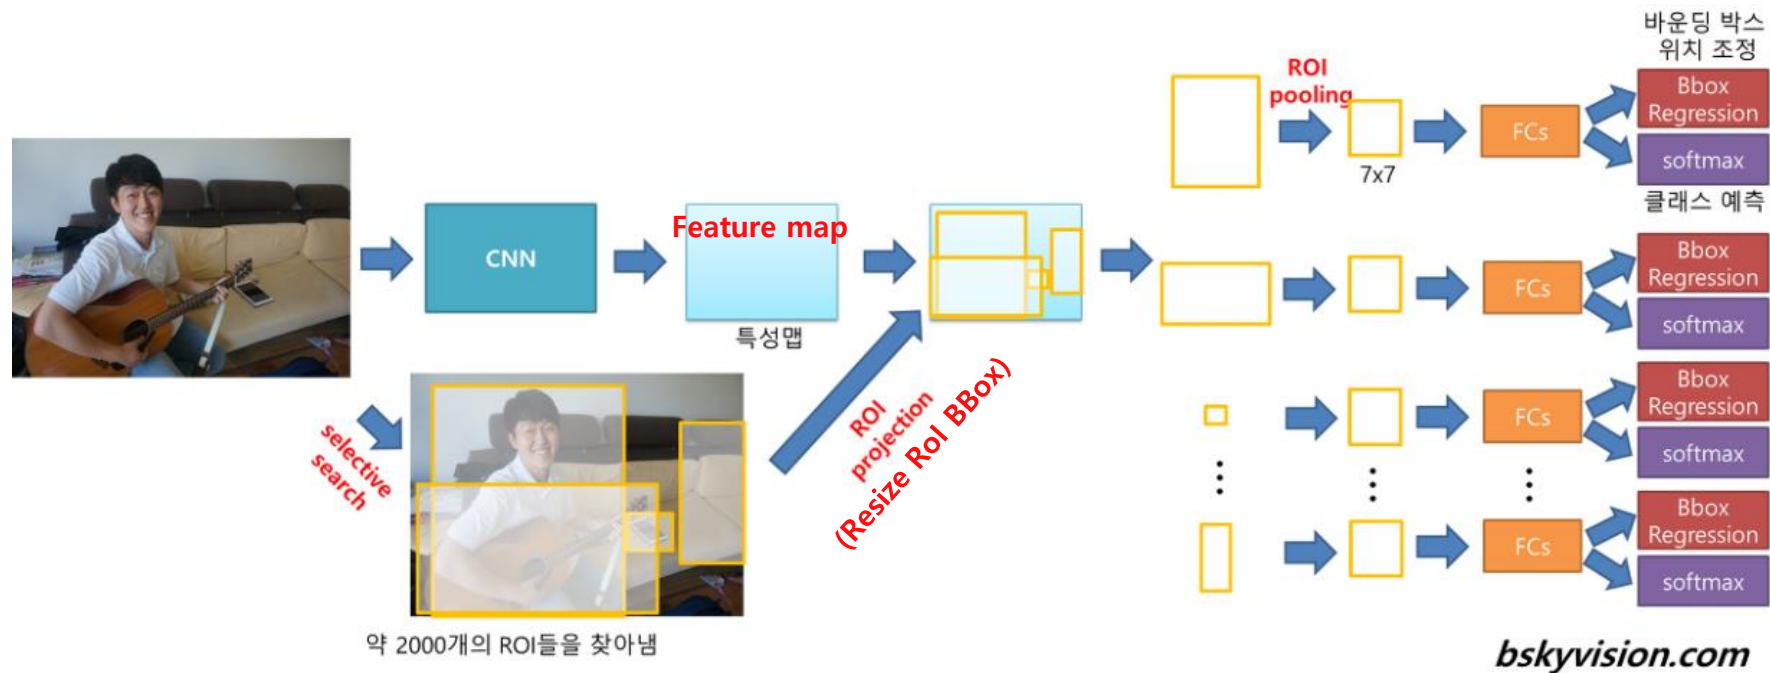 바운딩 박스
위치 조정
ROI
pooling
Bbox
Regression
FCs
softmax
7x7
클래스 예측
CNN
Feature map
특성맵
Bbox
Regression
FCs
softmax
selective
search
ROI
projection
(Resize RoI BBox)
Bbox
Regression
FCs
softmax
Bbox
Regression
FCs
softmax
약 2000개의 ROI들을 찾아냄
bskyvision.com